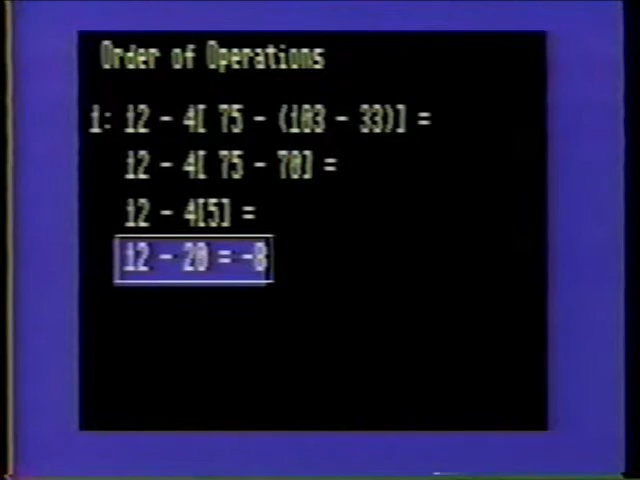 Order of Operations
1: 12 - 4[ 75 - (103 - 33)] =
12 - 4[ 75 - 70] =
12 - 4[5] =
12 - 20 = -8